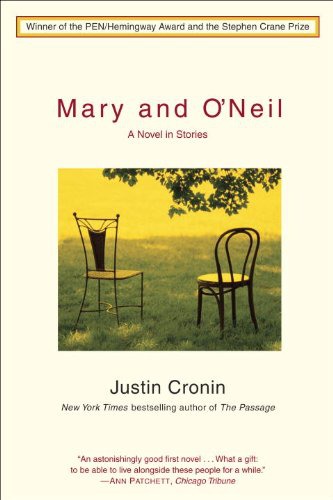 Winner of the PEN/Hemingway Award and the Stephen Crane Prize
Mary and O'Neil
A Novel in Stories
Justin Cronin
New York Times bestselling author of The Passage
"An astonishingly good first novel . . . What a gift:
to be able to live alongside these people for a while."
—ANN PATCHETT, Chicago Tribune